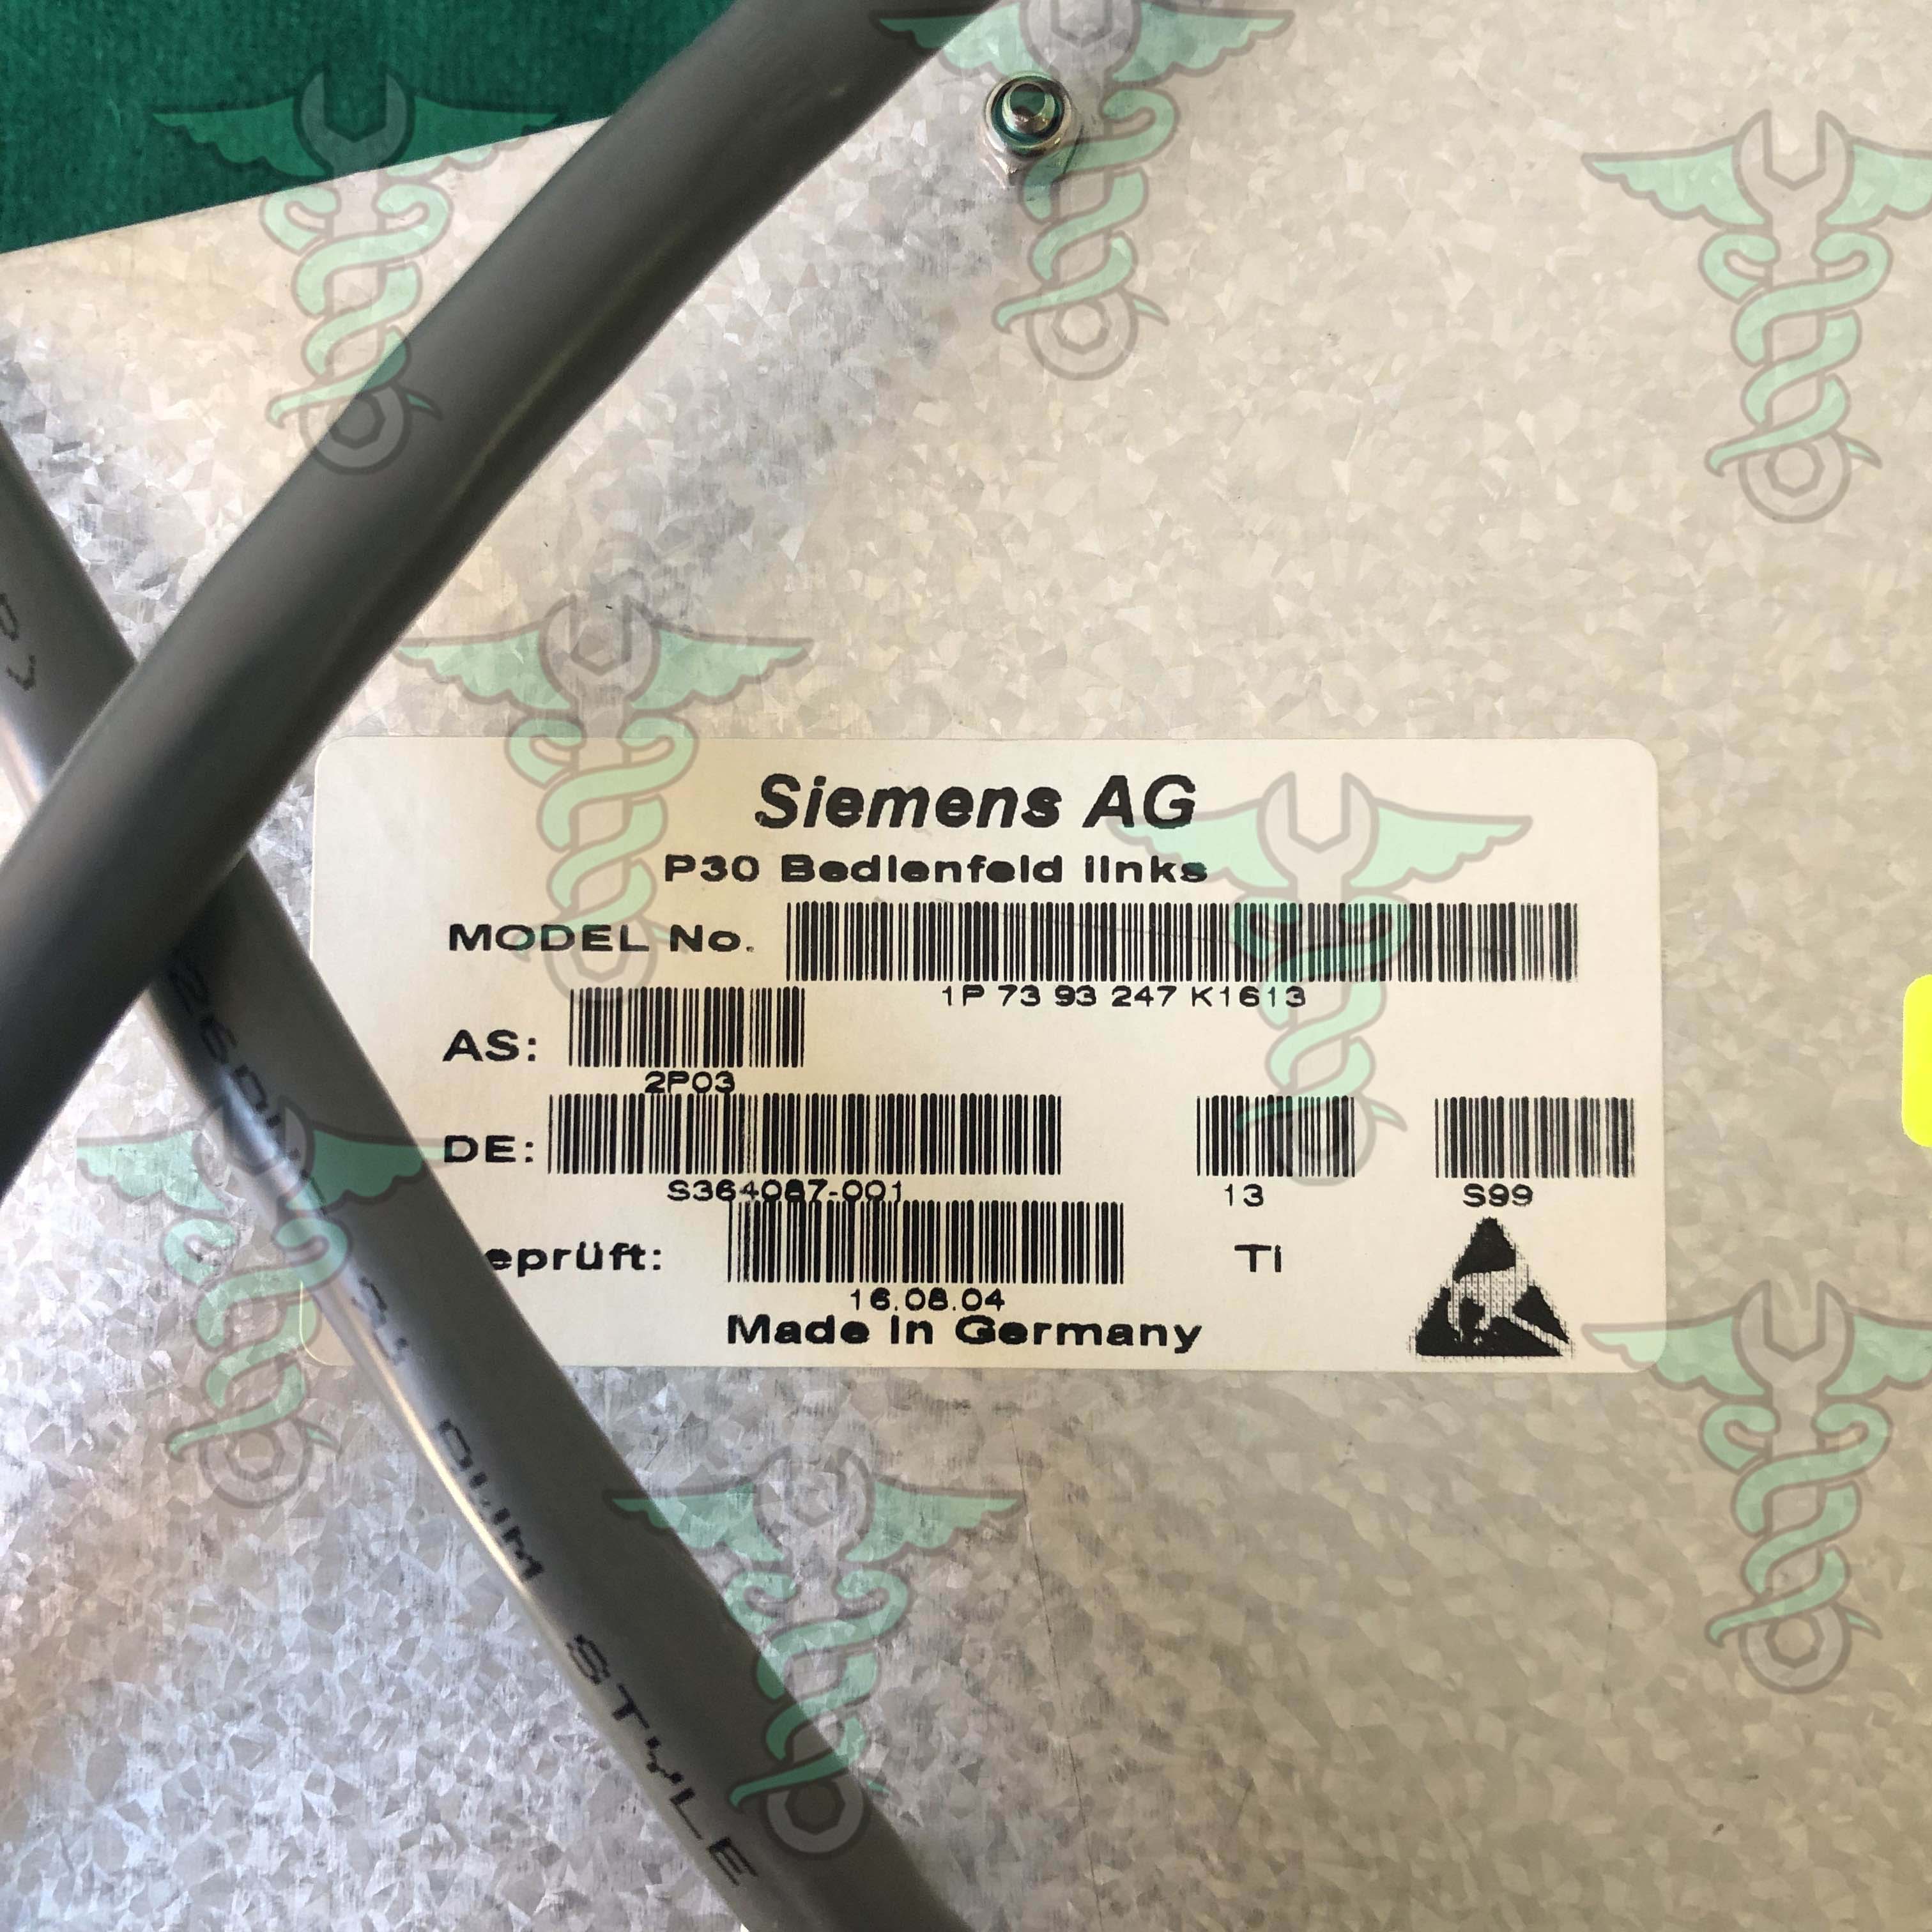 Siemens AG
P30 Bedienfeld links
MODEL No.
1P 73 93 247 K1613
AS:
2P03
DE:
S364087-001 13 S99
eprüft: TI
16.08.04
Made in Germany
STYLE